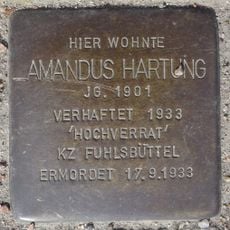 HIER WOHNTE
AMANDUS HARTUNG
JG. 1901
VERHAFTET 1933
'HOCHVERRAT'
KZ FUHLSBÜTTEL
ERMORDET 17.9.1933